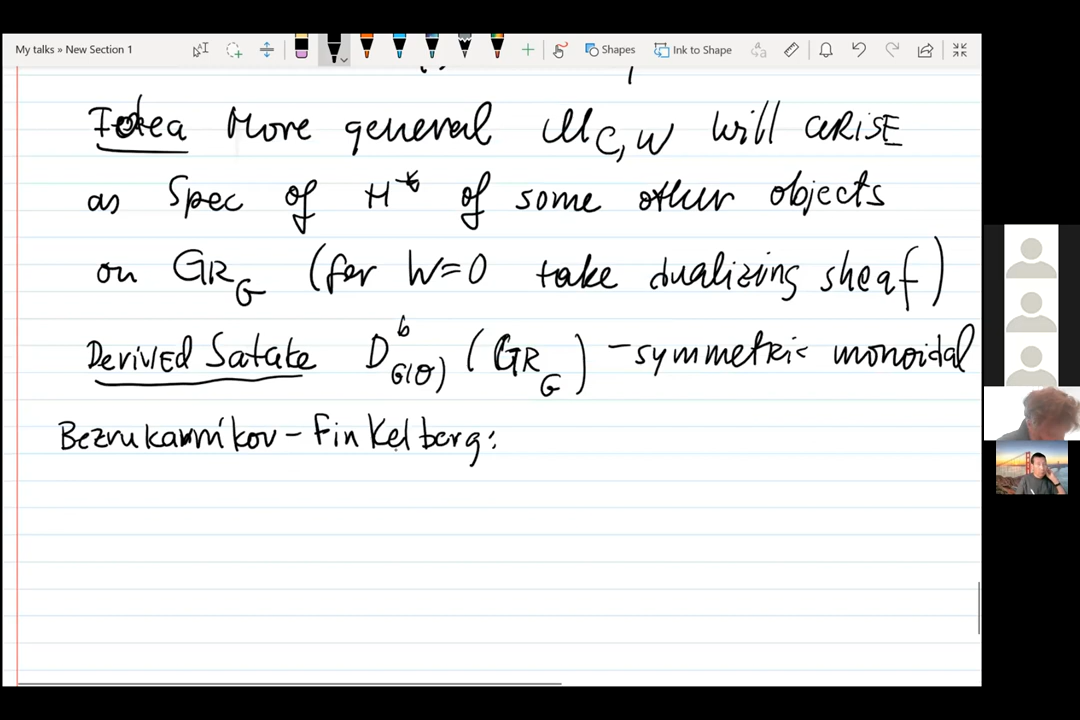 My talks » New Section 1
Shapes
Ink to Shape
Idea More general M_{C,W} will ARISE
as Spec of H^* of some other objects
on GR_G (for W=0 take dualizing sheaf)
Derived Satake D^b_{G(O)} (GR_G) - symmetric monoidal
Bezrukavnikov - Finkelberg: